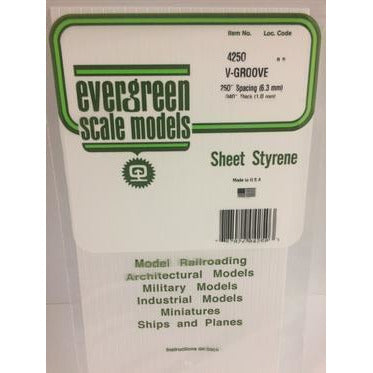 Item No. Loc. Code
4250
V-GROOVE
.250" Spacing (6.3 mm)
.040" Thick (1.0 mm)
evergreen
scale models
Sheet Styrene
Made in U S A
Model Railroading
Architectural Models
Military Models
Industrial Models
Miniatures
Ships and Planes
Instructions on back